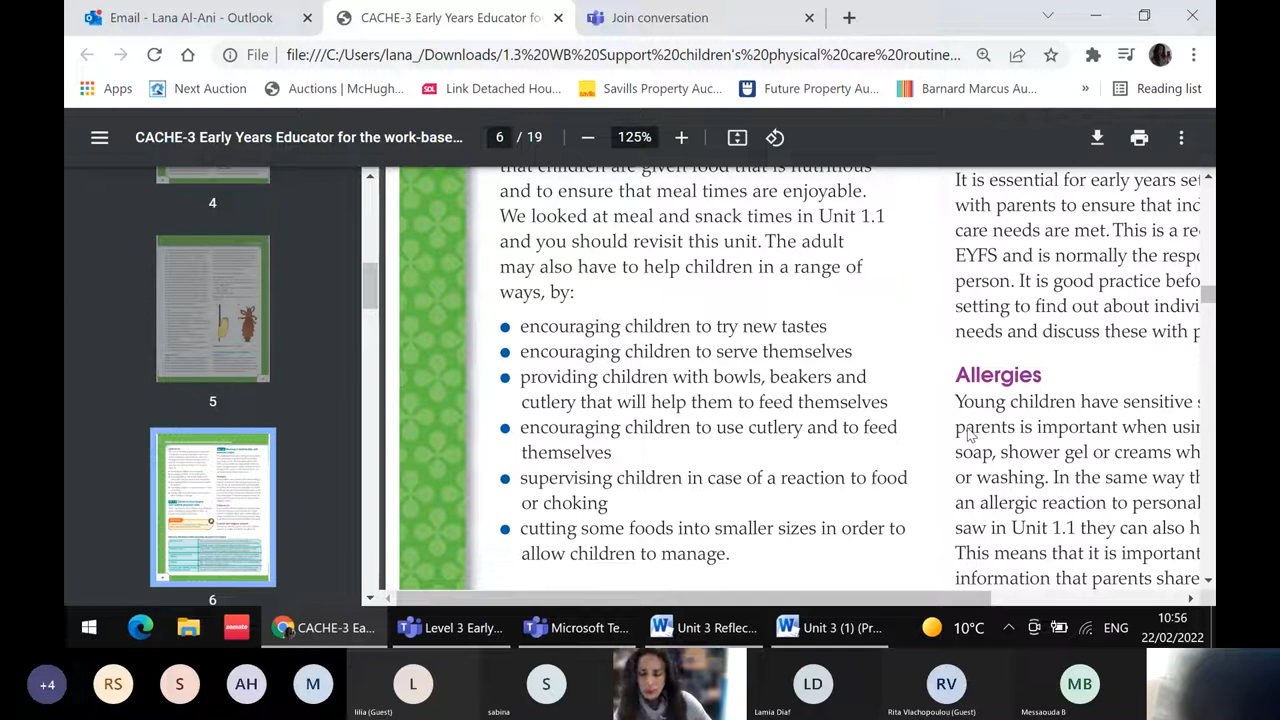 Email - Lana Al-Ani - Outlook
CACHE-3 Early Years Educator fo
Join conversation
File
file:///C:/Users/lana_/Downloads/1.3%20WB%20Support%20children's%20physical%20care%20routine...
Apps
Next Auction
Auctions | McHugh...
Link Detached Hou...
Savills Property Auc...
Future Property Au...
Barnard Marcus Au...
»
Reading list
CACHE-3 Early Years Educator for the work-base...
6 / 19
125%
4
5
6
that children are given food that is nutritious
and to ensure that meal times are enjoyable.
We looked at meal and snack times in Unit 1.1
and you should revisit this unit. The adult
may also have to help children in a range of
ways, by:
● encouraging children to try new tastes
● encouraging children to serve themselves
● providing children with bowls, beakers and
cutlery that will help them to feed themselves
● encouraging children to use cutlery and to feed
themselves
● supervising children in case of a reaction to food
or choking
● cutting some foods into smaller sizes in order to
allow children to manage.
It is essential for early years set
with parents to ensure that ind
care needs are met. This is a re
EYFS and is normally the respo
person. It is good practice befo
setting to find out about indivi
needs and discuss these with p
Allergies
Young children have sensitive s
parents is important when usin
soap, shower gel or creams wh
or washing. In the same way th
an allergic reaction to personal
saw in Unit 1.1 they can also h
This means that it is important
information that parents share
zomato
CACHE-3 Ea...
Level 3 Early...
Microsoft Te...
Unit 3 Reflec...
Unit 3 (1) (Pr...
10°C
ENG
10:56
22/02/2022
+4
RS
S
AH
M
L
lilia (Guest)
S
sabina
LD
Lamia Diaf
RV
Rita Vlachopoulou (Guest)
MB
Messaouda B